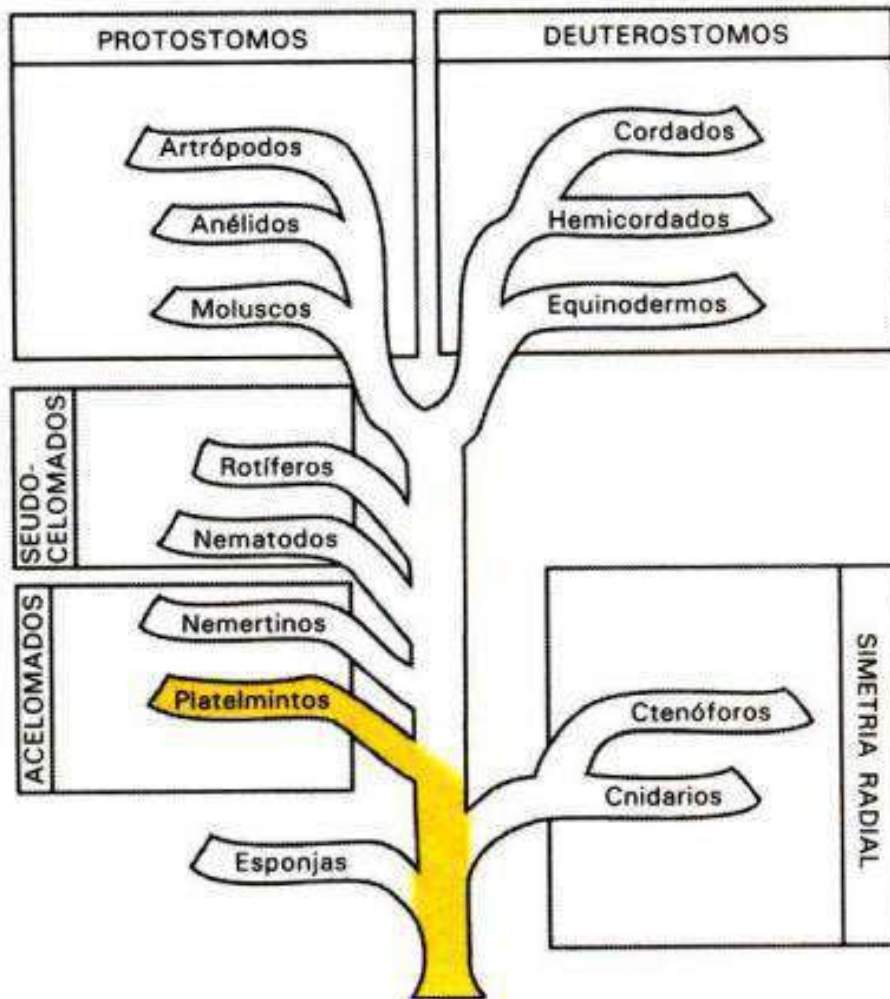 PROTOSTOMOS
DEUTEROSTOMOS
Artrópodos
Cordados
Anélidos
Hemicordados
Moluscos
Equinodermos
SEUDO-
CELOMADOS
Rotíferos
Nematodos
ACELOMADOS
Nemertinos
Platelmintos
Esponjas
SIMETRIA RADIAL
Ctenóforos
Cnidarios